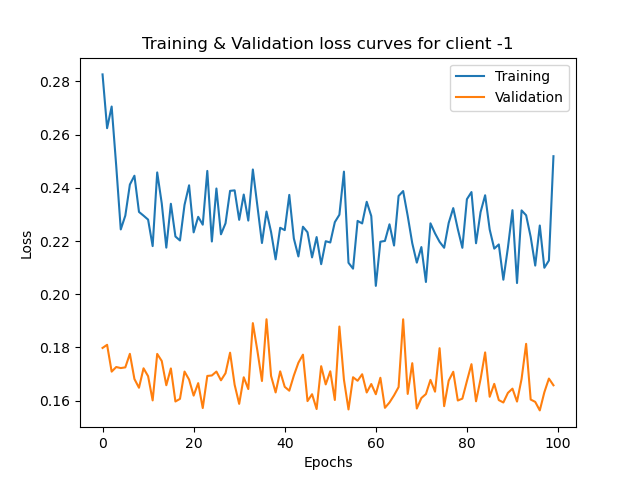 Training & Validation loss curves for client -1
Training
Validation
0.28
0.26
0.24
0.22
0.20
0.18
0.16
Loss
0
20
40
60
80
100
Epochs